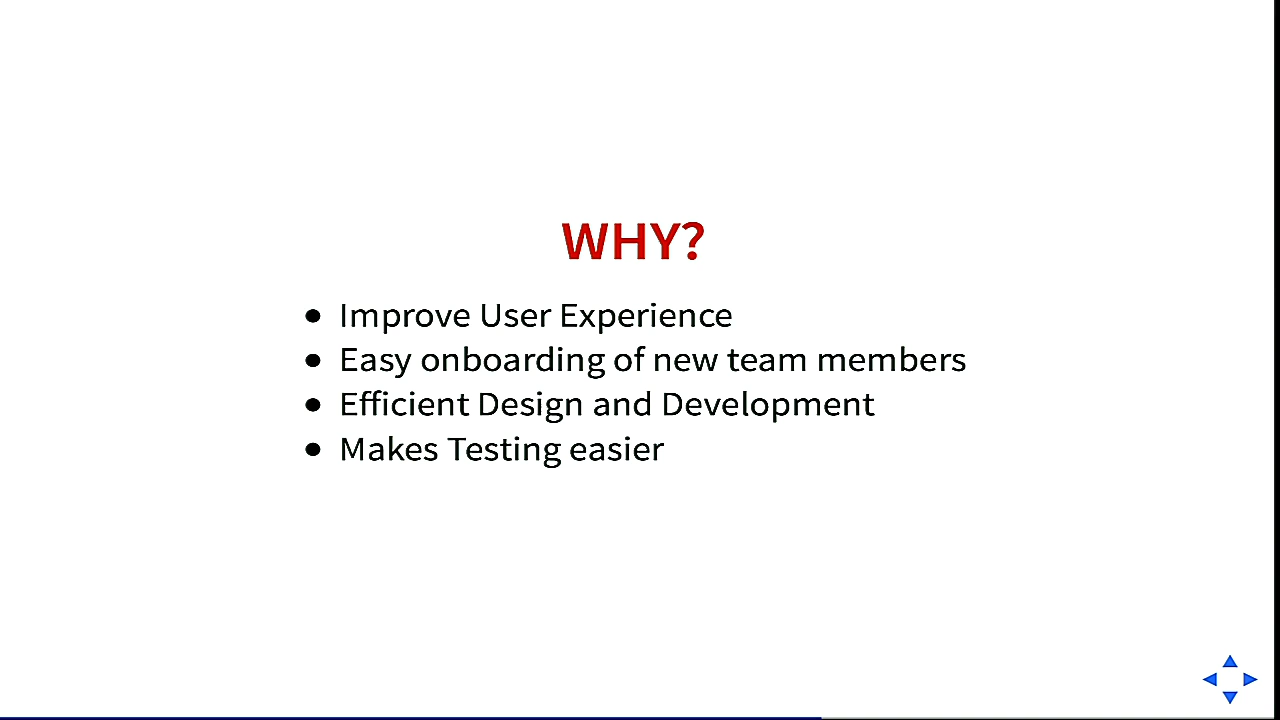 WHY?
Improve User Experience
Easy onboarding of new team members
Efficient Design and Development
Makes Testing easier